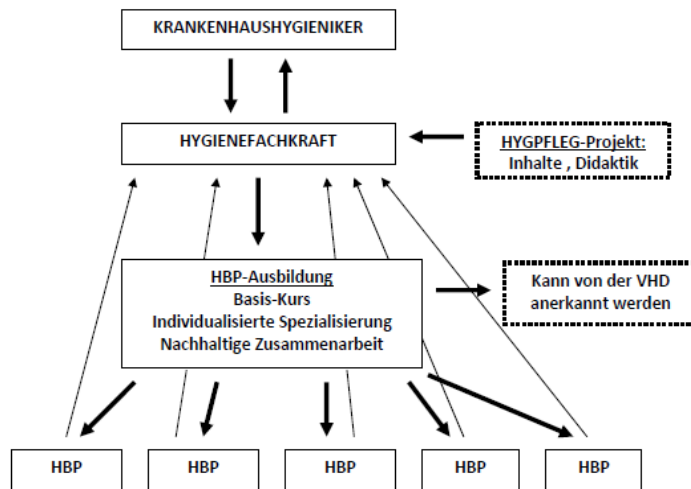 KRANKENHAUSHYGIENIKER
HYGIENEFACHKRAFT
HYGPFLEG-Projekt:
Inhalte , Didaktik
HBP-Ausbildung
Basis-Kurs
Individualisierte Spezialisierung
Nachhaltige Zusammenarbeit
Kann von der VHD
anerkannt werden
HBP
HBP
HBP
HBP
HBP